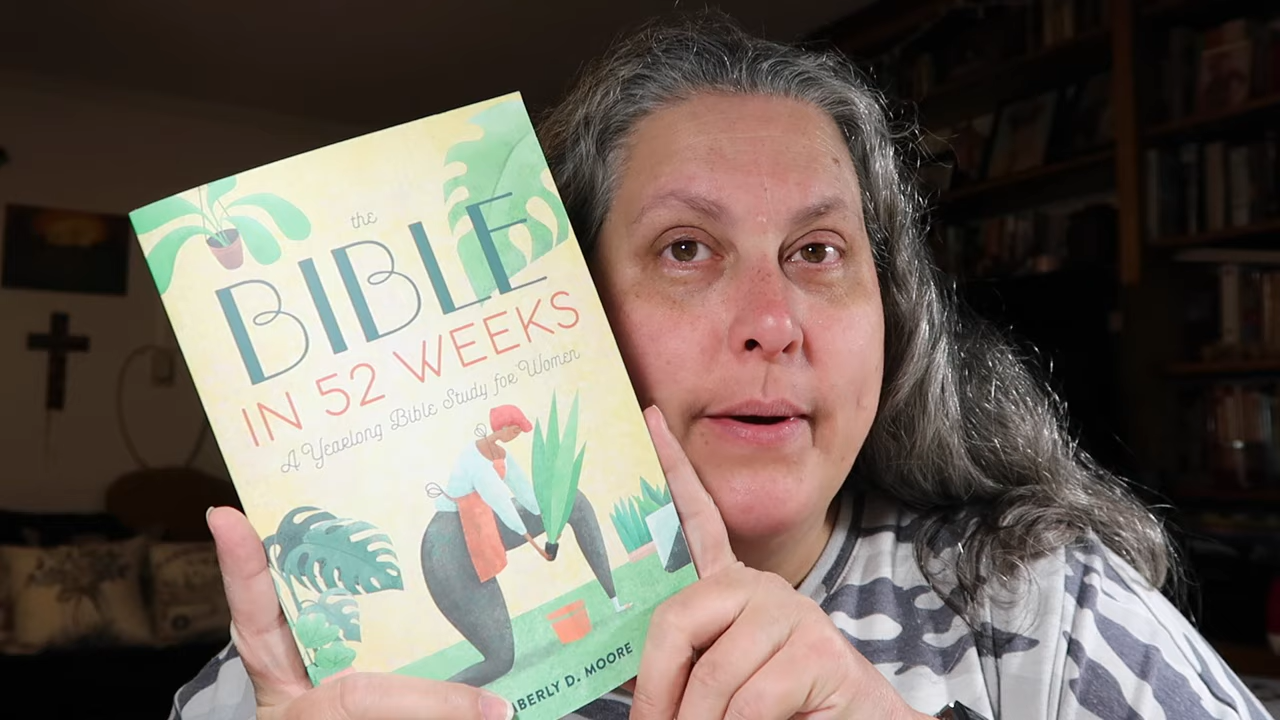 the
BIBLE
IN 52 WEEKS
A Yearlong Bible Study for Women
BERLY D. MOORE